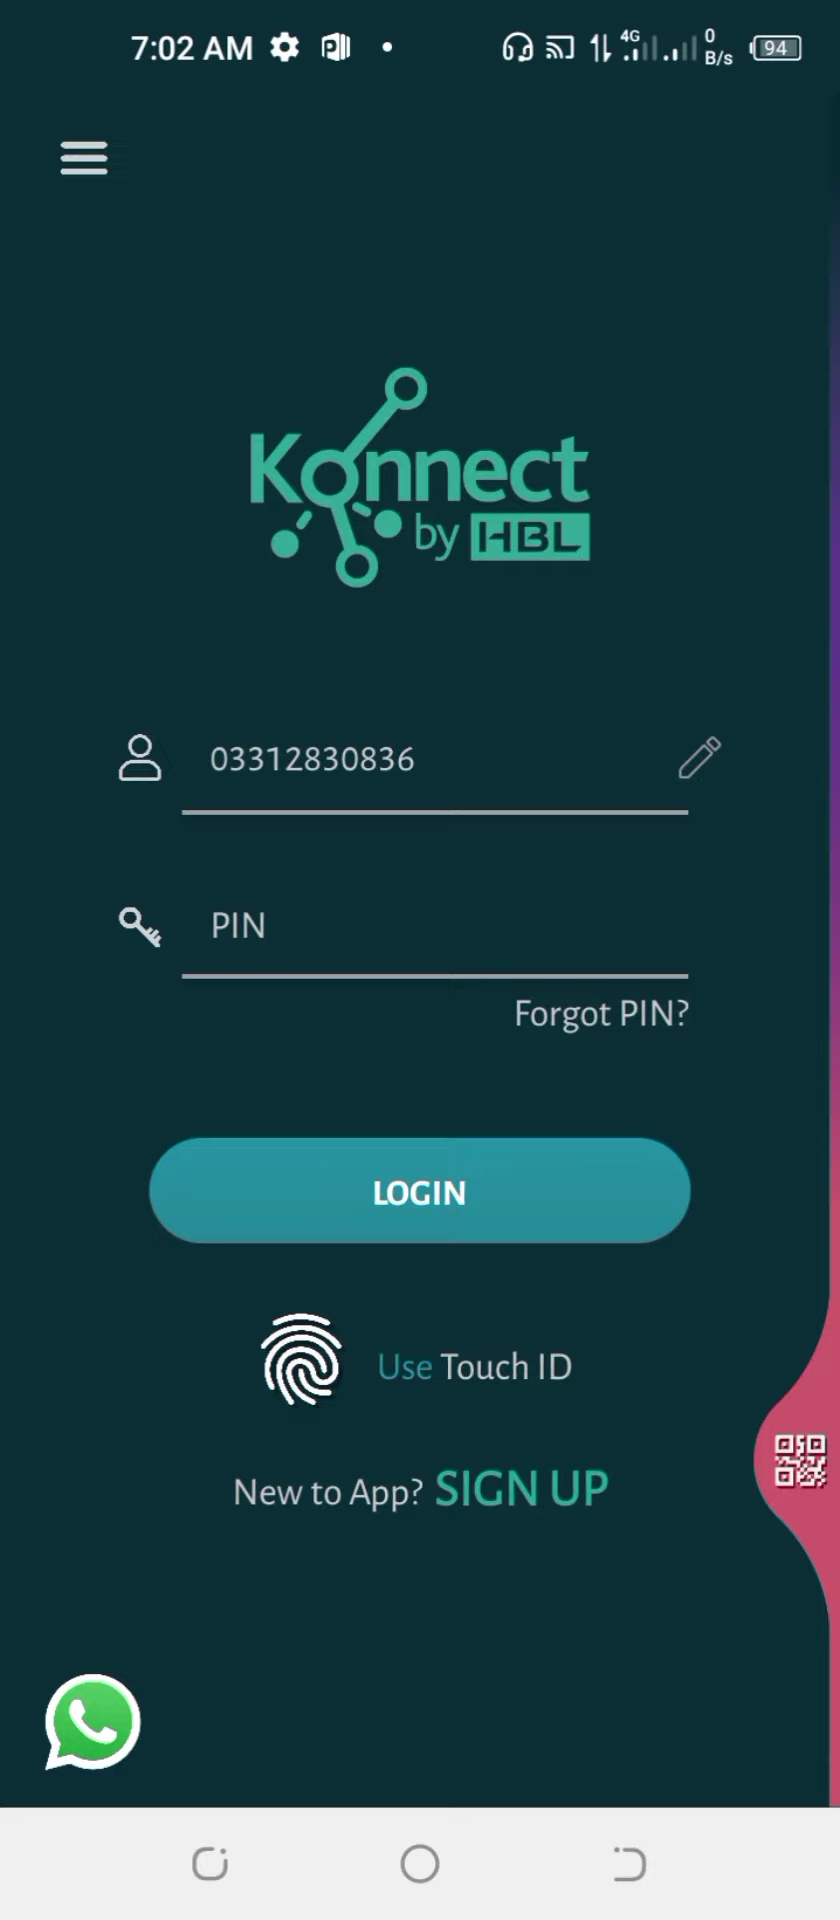 7:02 AM 4G 0 B/s 94
Konnect
by HBL
03312830836
PIN
Forgot PIN?
LOGIN
Use Touch ID
New to App? SIGN UP